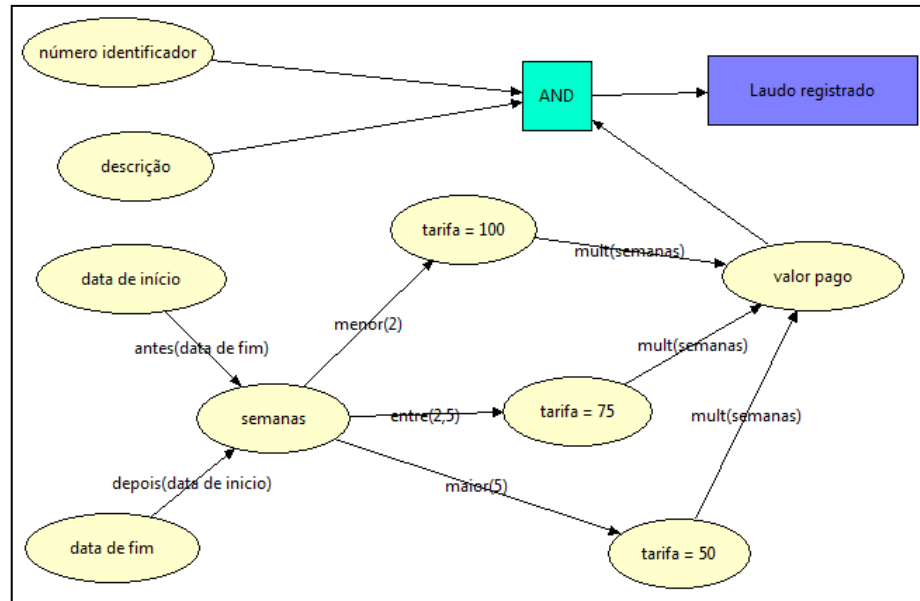 número identificador
AND
Laudo registrado
descrição
tarifa = 100
mult(semanas)
data de início
valor pago
menor(2)
antes(data de fim)
mult(semanas)
semanas
entre(2,5)
tarifa = 75
mult(semanas)
depois(data de inicio)
maior(5)
data de fim
tarifa = 50